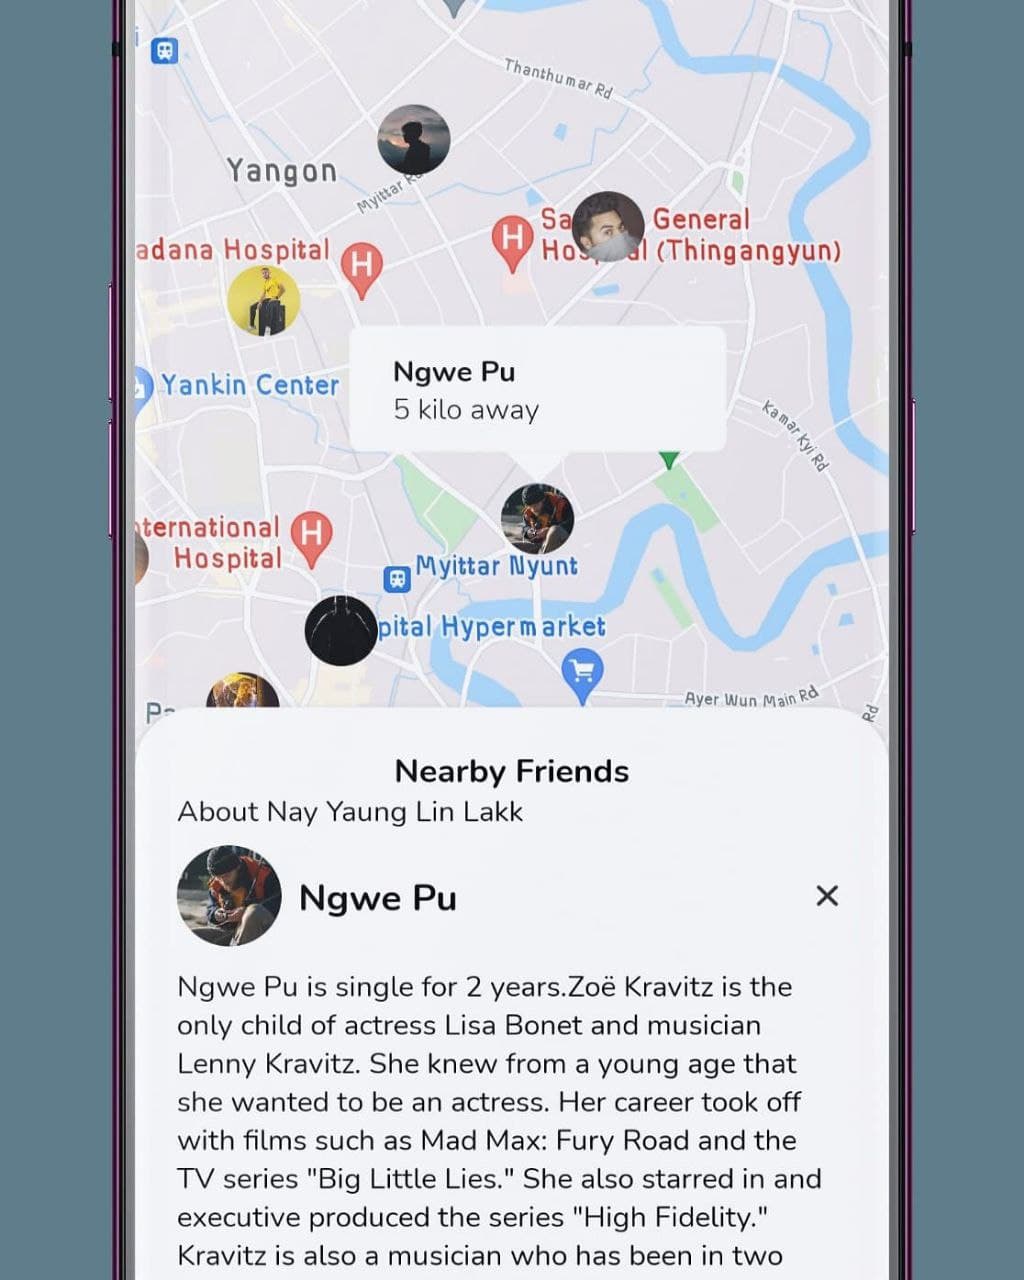 Thanthumar Rd
Yangon
Myittar
Sa General
adana Hospital
Hos al (Thingangyun)
Ngwe Pu
5 kilo away
Yankin Center
Kamar Kyi Rd
ternational
Hospital
Myittar Nyunt
pital Hypermarket
Ayer Wun Main Rd
Rd
Nearby Friends
About Nay Yaung Lin Lakk
Ngwe Pu
Ngwe Pu is single for 2 years.Zoë Kravitz is the
only child of actress Lisa Bonet and musician
Lenny Kravitz. She knew from a young age that
she wanted to be an actress. Her career took off
with films such as Mad Max: Fury Road and the
TV series "Big Little Lies." She also starred in and
executive produced the series "High Fidelity."
Kravitz is also a musician who has been in two